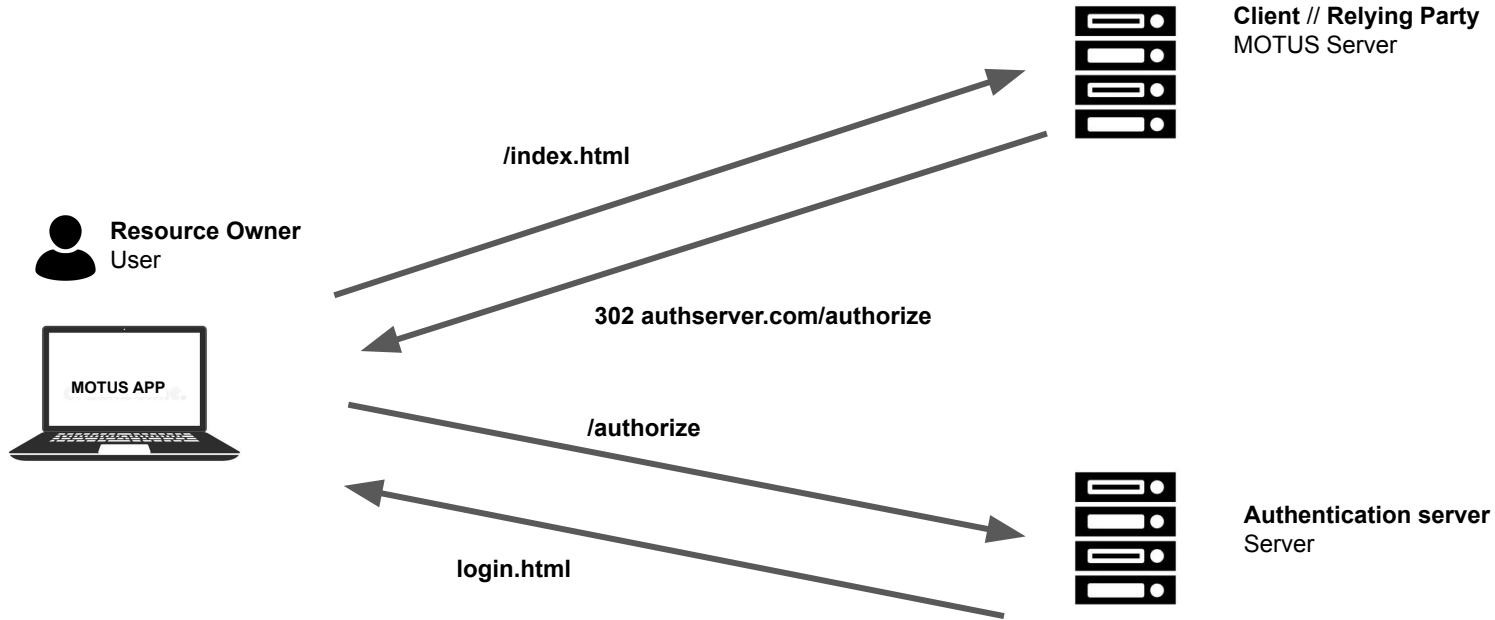 Client // Relying Party
MOTUS Server
/index.html
Resource Owner
User
302 authserver.com/authorize
MOTUS APP
/authorize
Authentication server
Server
login.html